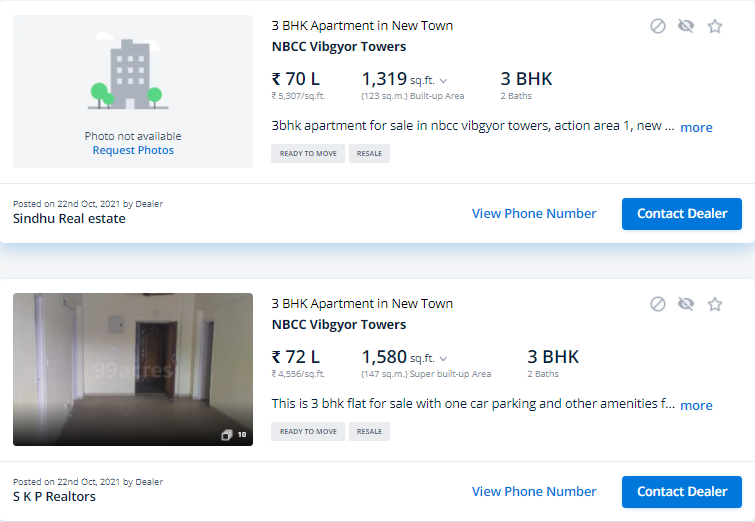 3 BHK Apartment in New Town
NBCC Vibgyor Towers
₹ 70 L 1,319 sq.ft. 3 BHK
₹ 5,307/sq.ft. (123 sq.m.) Built-up Area 2 Baths
Photo not available
Request Photos
3bhk apartment for sale in nbcc vibgyor towers, action area 1, new ... more
READY TO MOVE RESALE
Posted on 22nd Oct, 2021 by Dealer
Sindhu Real estate
View Phone Number Contact Dealer
3 BHK Apartment in New Town
NBCC Vibgyor Towers
₹ 72 L 1,580 sq.ft. 3 BHK
₹ 4,556/sq.ft. (147 sq.m.) Super built-up Area 2 Baths
99acres
10
This is 3 bhk flat for sale with one car parking and other amenities f... more
READY TO MOVE RESALE
Posted on 22nd Oct, 2021 by Dealer
S K P Realtors
View Phone Number Contact Dealer